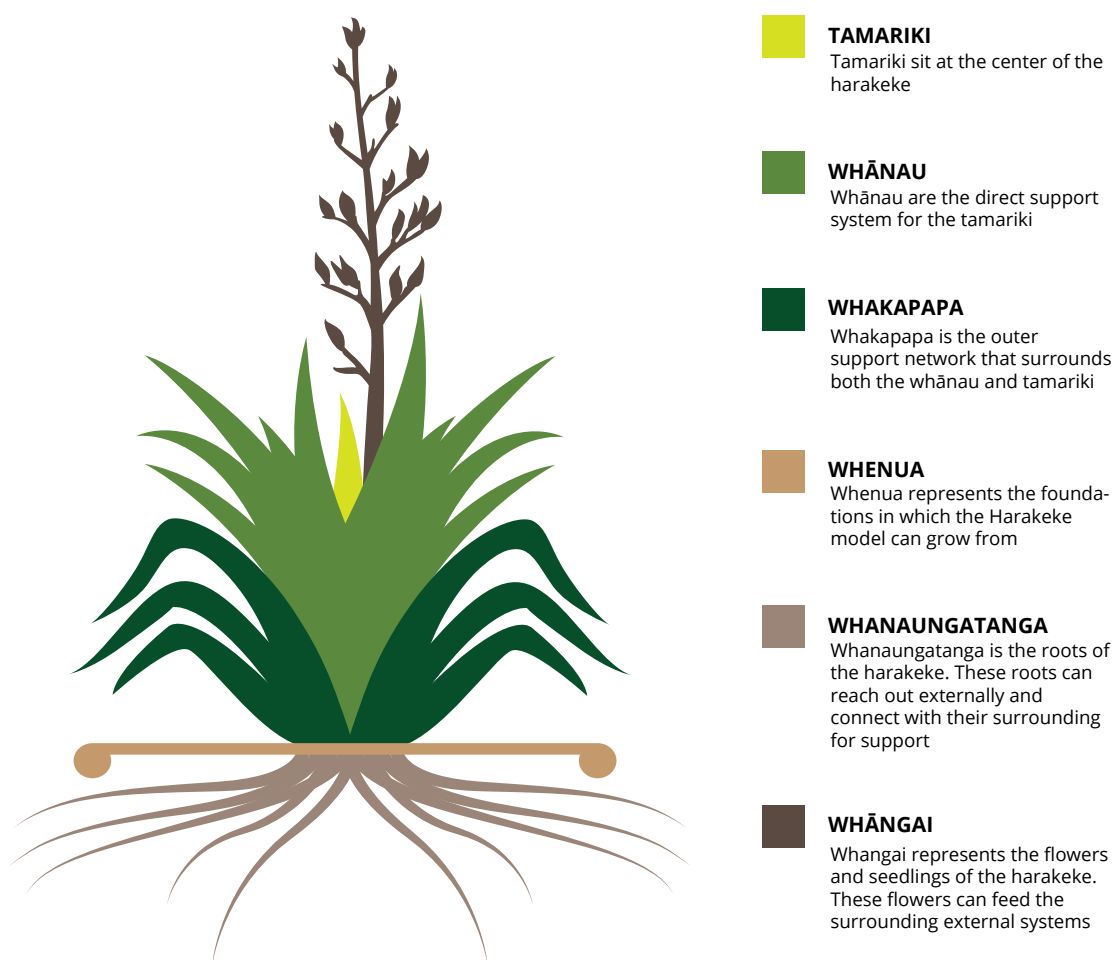 TAMARIKI
Tamariki sit at the center of the
harakeke
WHĀNAU
Whānau are the direct support
system for the tamariki
WHAKAPAPA
Whakapapa is the outer
support network that surrounds
both the whānau and tamariki
WHENUA
Whenua represents the founda-
tions in which the Harakeke
model can grow from
WHANAUNGATANGA
Whanaungatanga is the roots of
the harakeke. These roots can
reach out externally and
connect with their surrounding
for support
WHĀNGAI
Whangai represents the flowers
and seedlings of the harakeke.
These flowers can feed the
surrounding external systems